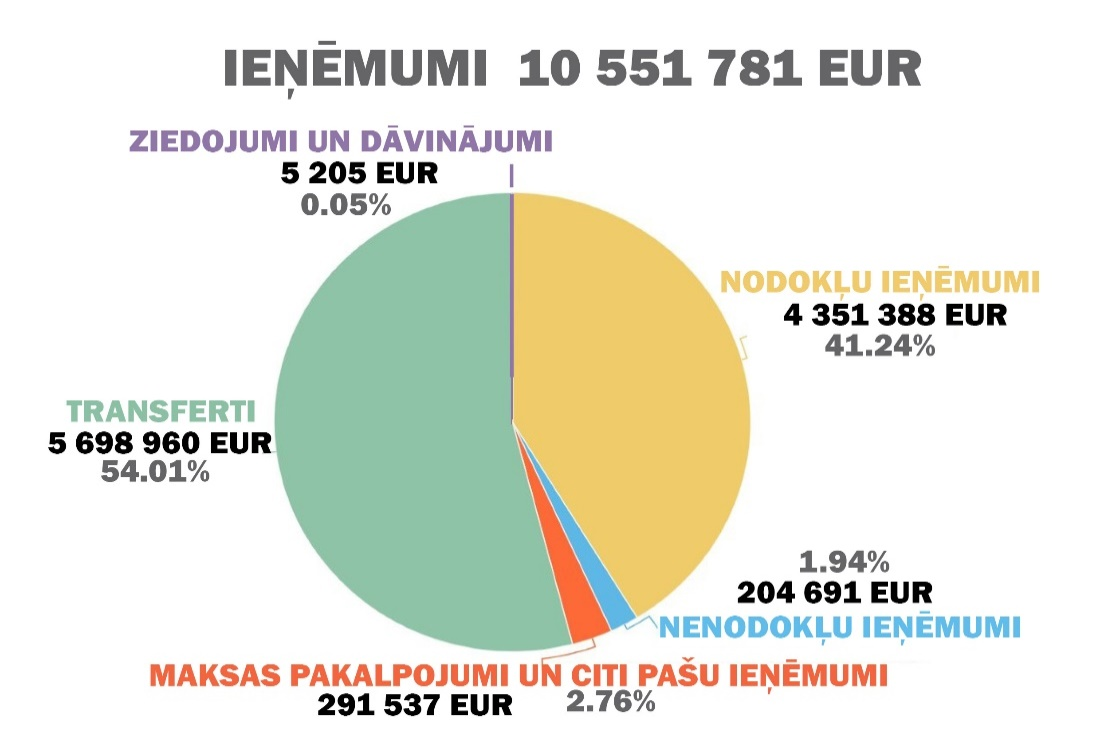 IEŅĒMUMI 10 551 781 EUR
ZIEDOJUMI UN DĀVINĀJUMI
5 205 EUR
0.05%
NODOKĻU IEŅĒMUMI
4 351 388 EUR
41.24%
TRANSFERTI
5 698 960 EUR
54.01%
1.94%
204 691 EUR
NENODOKĻU IEŅĒMUMI
MAKSAS PAKALPOJUMI UN CITI PAŠU IEŅĒMUMI
291 537 EUR 2.76%